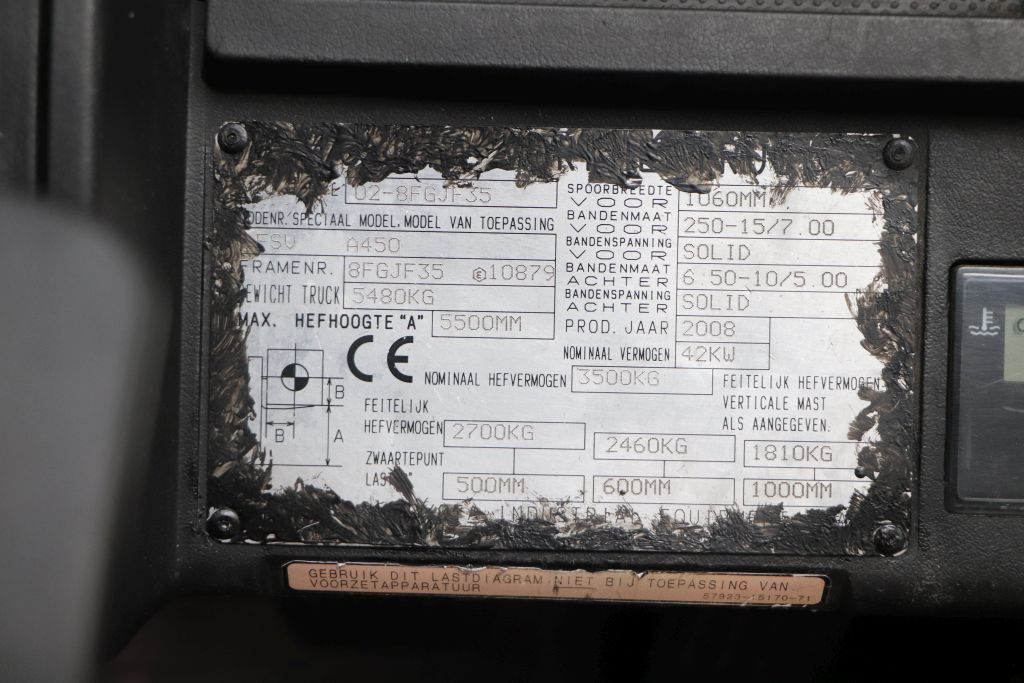 02-8FGJF35
SPOORBREEDTE VOOR 1060MM
ODENR. SPECIAAL MODEL, MODEL VAN TOEPASSING
BANDENMAAT VOOR 250-15/7.00
FSV A450
BANDENSPANNING VOOR SOLID
FRAMENR. 8FGJF35 Ⓔ10879
BANDENMAAT ACHTER 6.50-10/5.00
EWICHT TRUCK 5480KG
BANDENSPANNING ACHTER SOLID
MAX. HEFHOOGTE "A" 5500MM
PROD. JAAR 2008
NOMINAAL VERMOGEN 42KW
CE
NOMINAAL HEFVERMOGEN 3500KG
B
B
A
FEITELIJK HEFVERMOGEN
VERTICALE MAST
ALS AANGEGEVEN:
FEITELIJK
HEFVERMOGEN 2700KG 2460KG 1810KG
ZWAARTEPUNT
500MM 600MM 1000MM
GEBRUIK DIT LASTDIAGRAM NIET BIJ TOEPASSING VAN
VOORZETAPPARATUUR
57923-15170-71